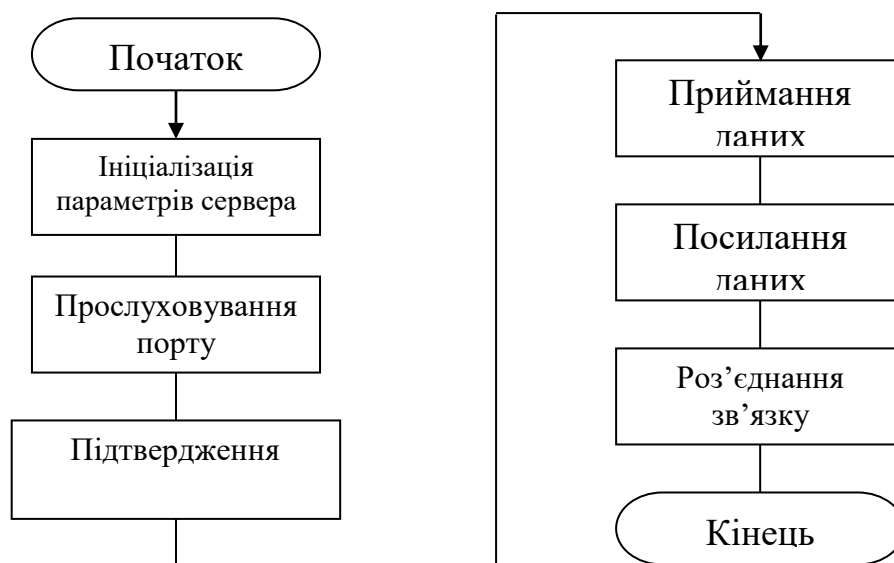 Початок
Ініціалізація
параметрів сервера
Прослуховування
порту
Підтвердження
Приймання
даних
Посилання
даних
Роз’єднання
зв’язку
Кінець